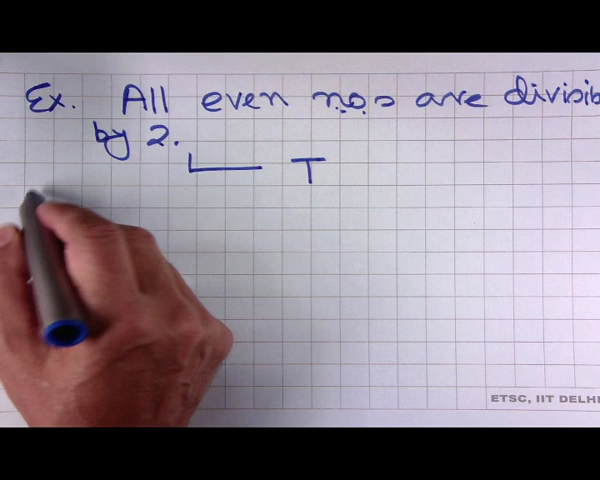 Ex. All even nos are divisib
by 2.
T
ETSC, IIT DELHI